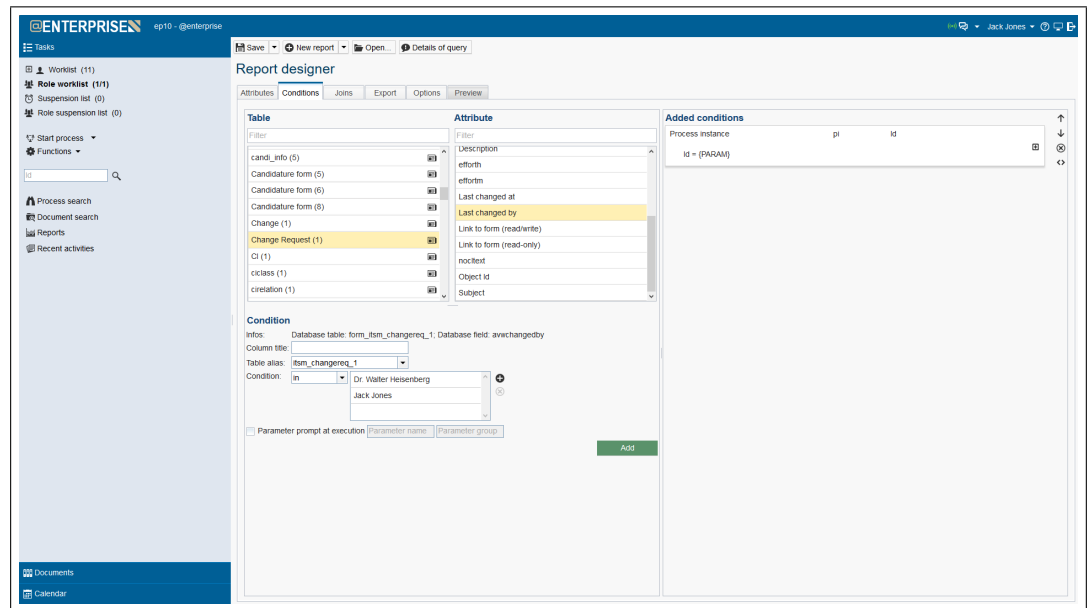 @ENTERPRISE ep10 - @enterprise Jack Jones
Tasks
Save New report Open... Details of query
Worklist (11)
Role worklist (1/1)
Suspension list (0)
Role suspension list (0)
Start process
Functions
Id
Process search
Document search
Reports
Recent activities
Documents
Calendar
Report designer
Attributes Conditions Joins Export Options Preview
Table Attribute
Filter Filter
candi_info (5)
Candidature form (5)
Candidature form (6)
Candidature form (8)
Change (1)
Change Request (1)
CI (1)
ciclass (1)
cirelation (1)
Description
efforth
effortm
Last changed at
Last changed by
Link to form (read/write)
Link to form (read-only)
nocitext
Object Id
Subject
Condition
Infos: Database table: form_itsm_changereq_1; Database field: avwchangedby
Column title:
Table alias: itsm_changereq_1
Condition: in Dr. Walter Heisenberg
Jack Jones
Parameter prompt at execution Parameter name Parameter group
Add
Added conditions
Process instance pi Id
Id = {PARAM}